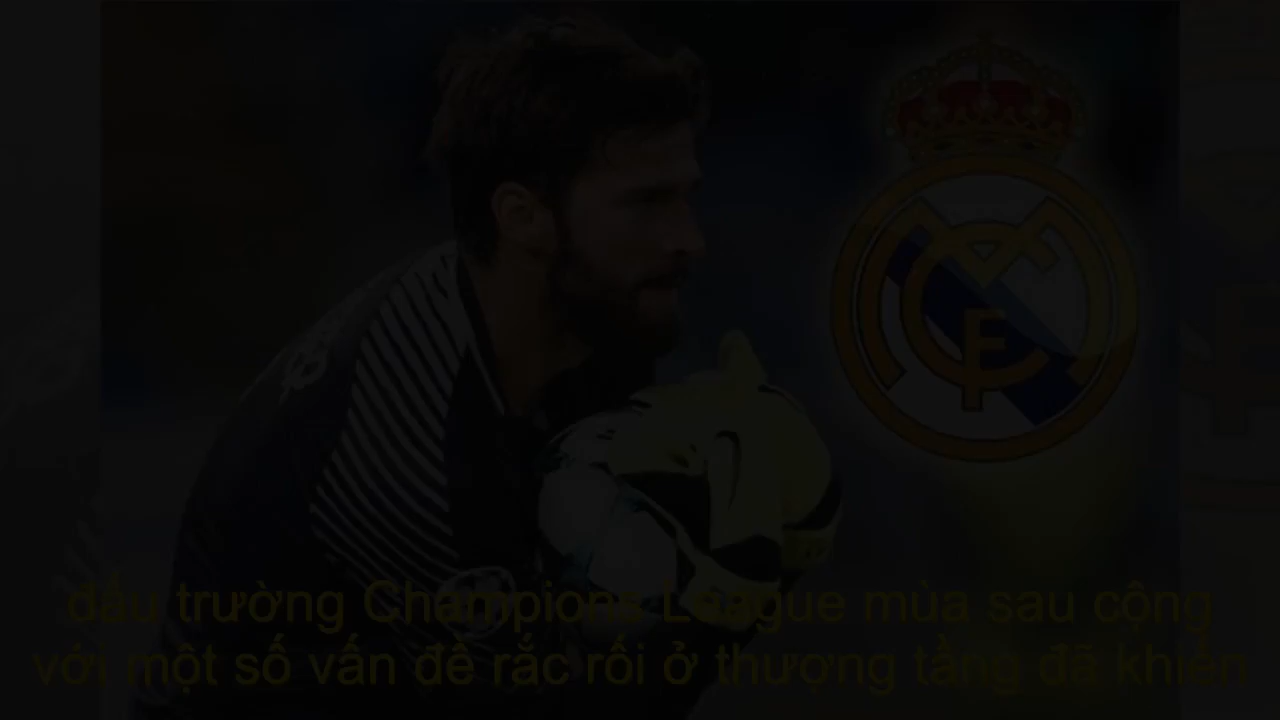 đấu trường Champions League mùa sau cộng
với một số vấn đề rắc rối ở thượng tầng đã khiến